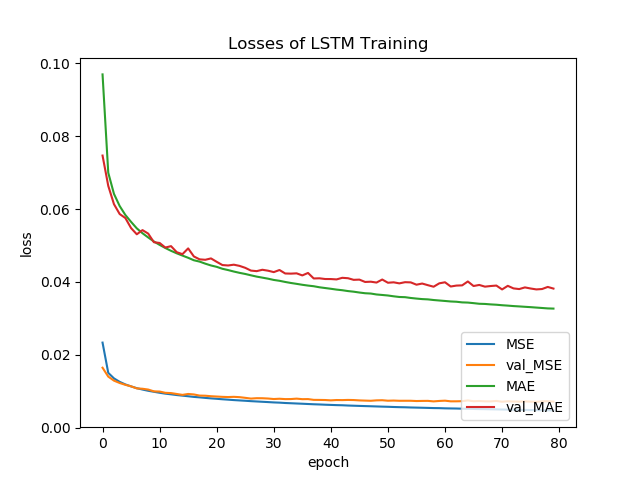 Losses of LSTM Training
loss
0.10
0.08
0.06
0.04
0.02
0.00
MSE
val_MSE
MAE
val_MAE
0 10 20 30 40 50 60 70 80
epoch